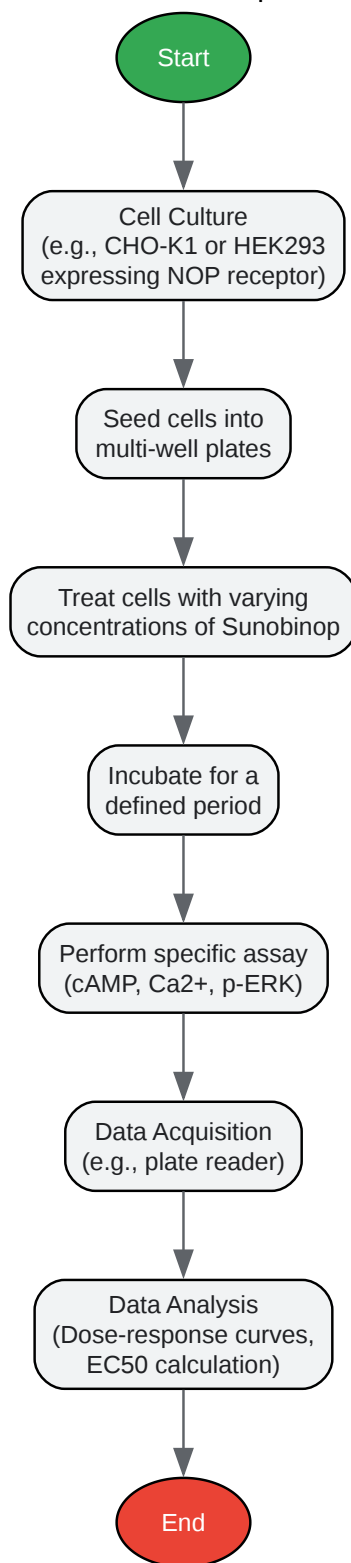 Start
Cell Culture
(e.g., CHO-K1 or HEK293
expressing NOP receptor)
Seed cells into
multi-well plates
Treat cells with varying
concentrations of Sunobinop
Incubate for a
defined period
Perform specific assay
(cAMP, Ca2+, p-ERK)
Data Acquisition
(e.g., plate reader)
Data Analysis
(Dose-response curves,
EC50 calculation)
End